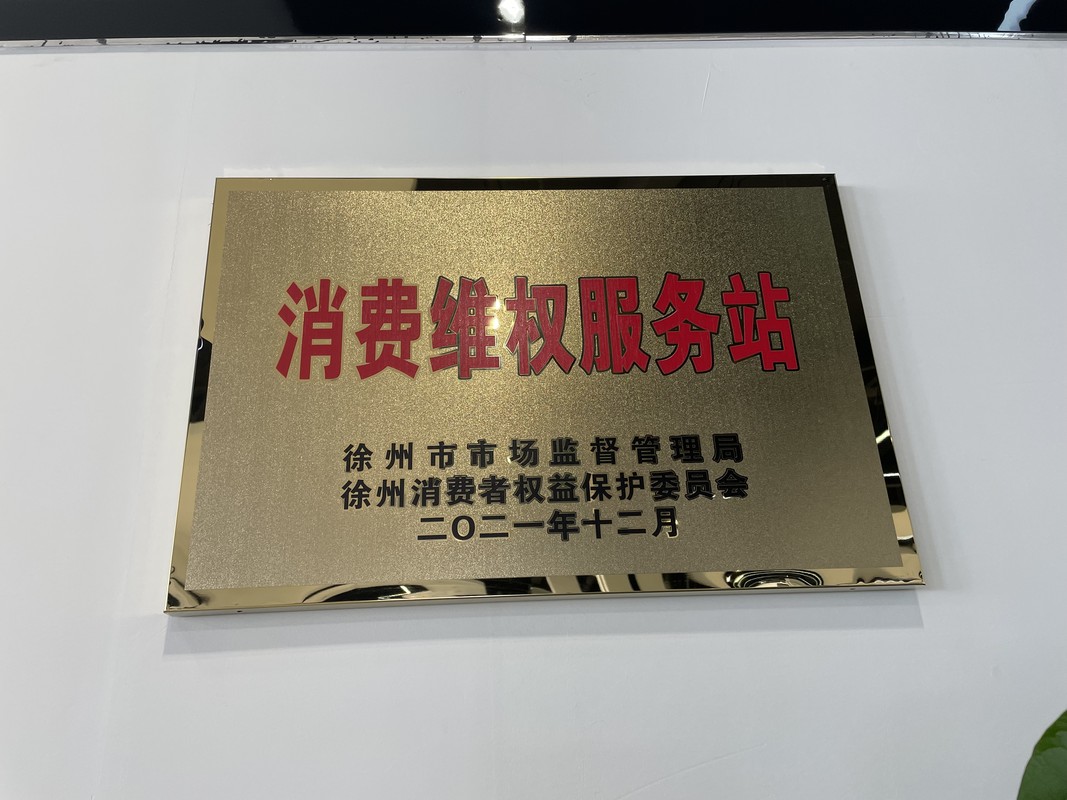 消费维权服务站
徐州市市场监督管理局
徐州消费者权益保护委员会
二〇二一年十二月